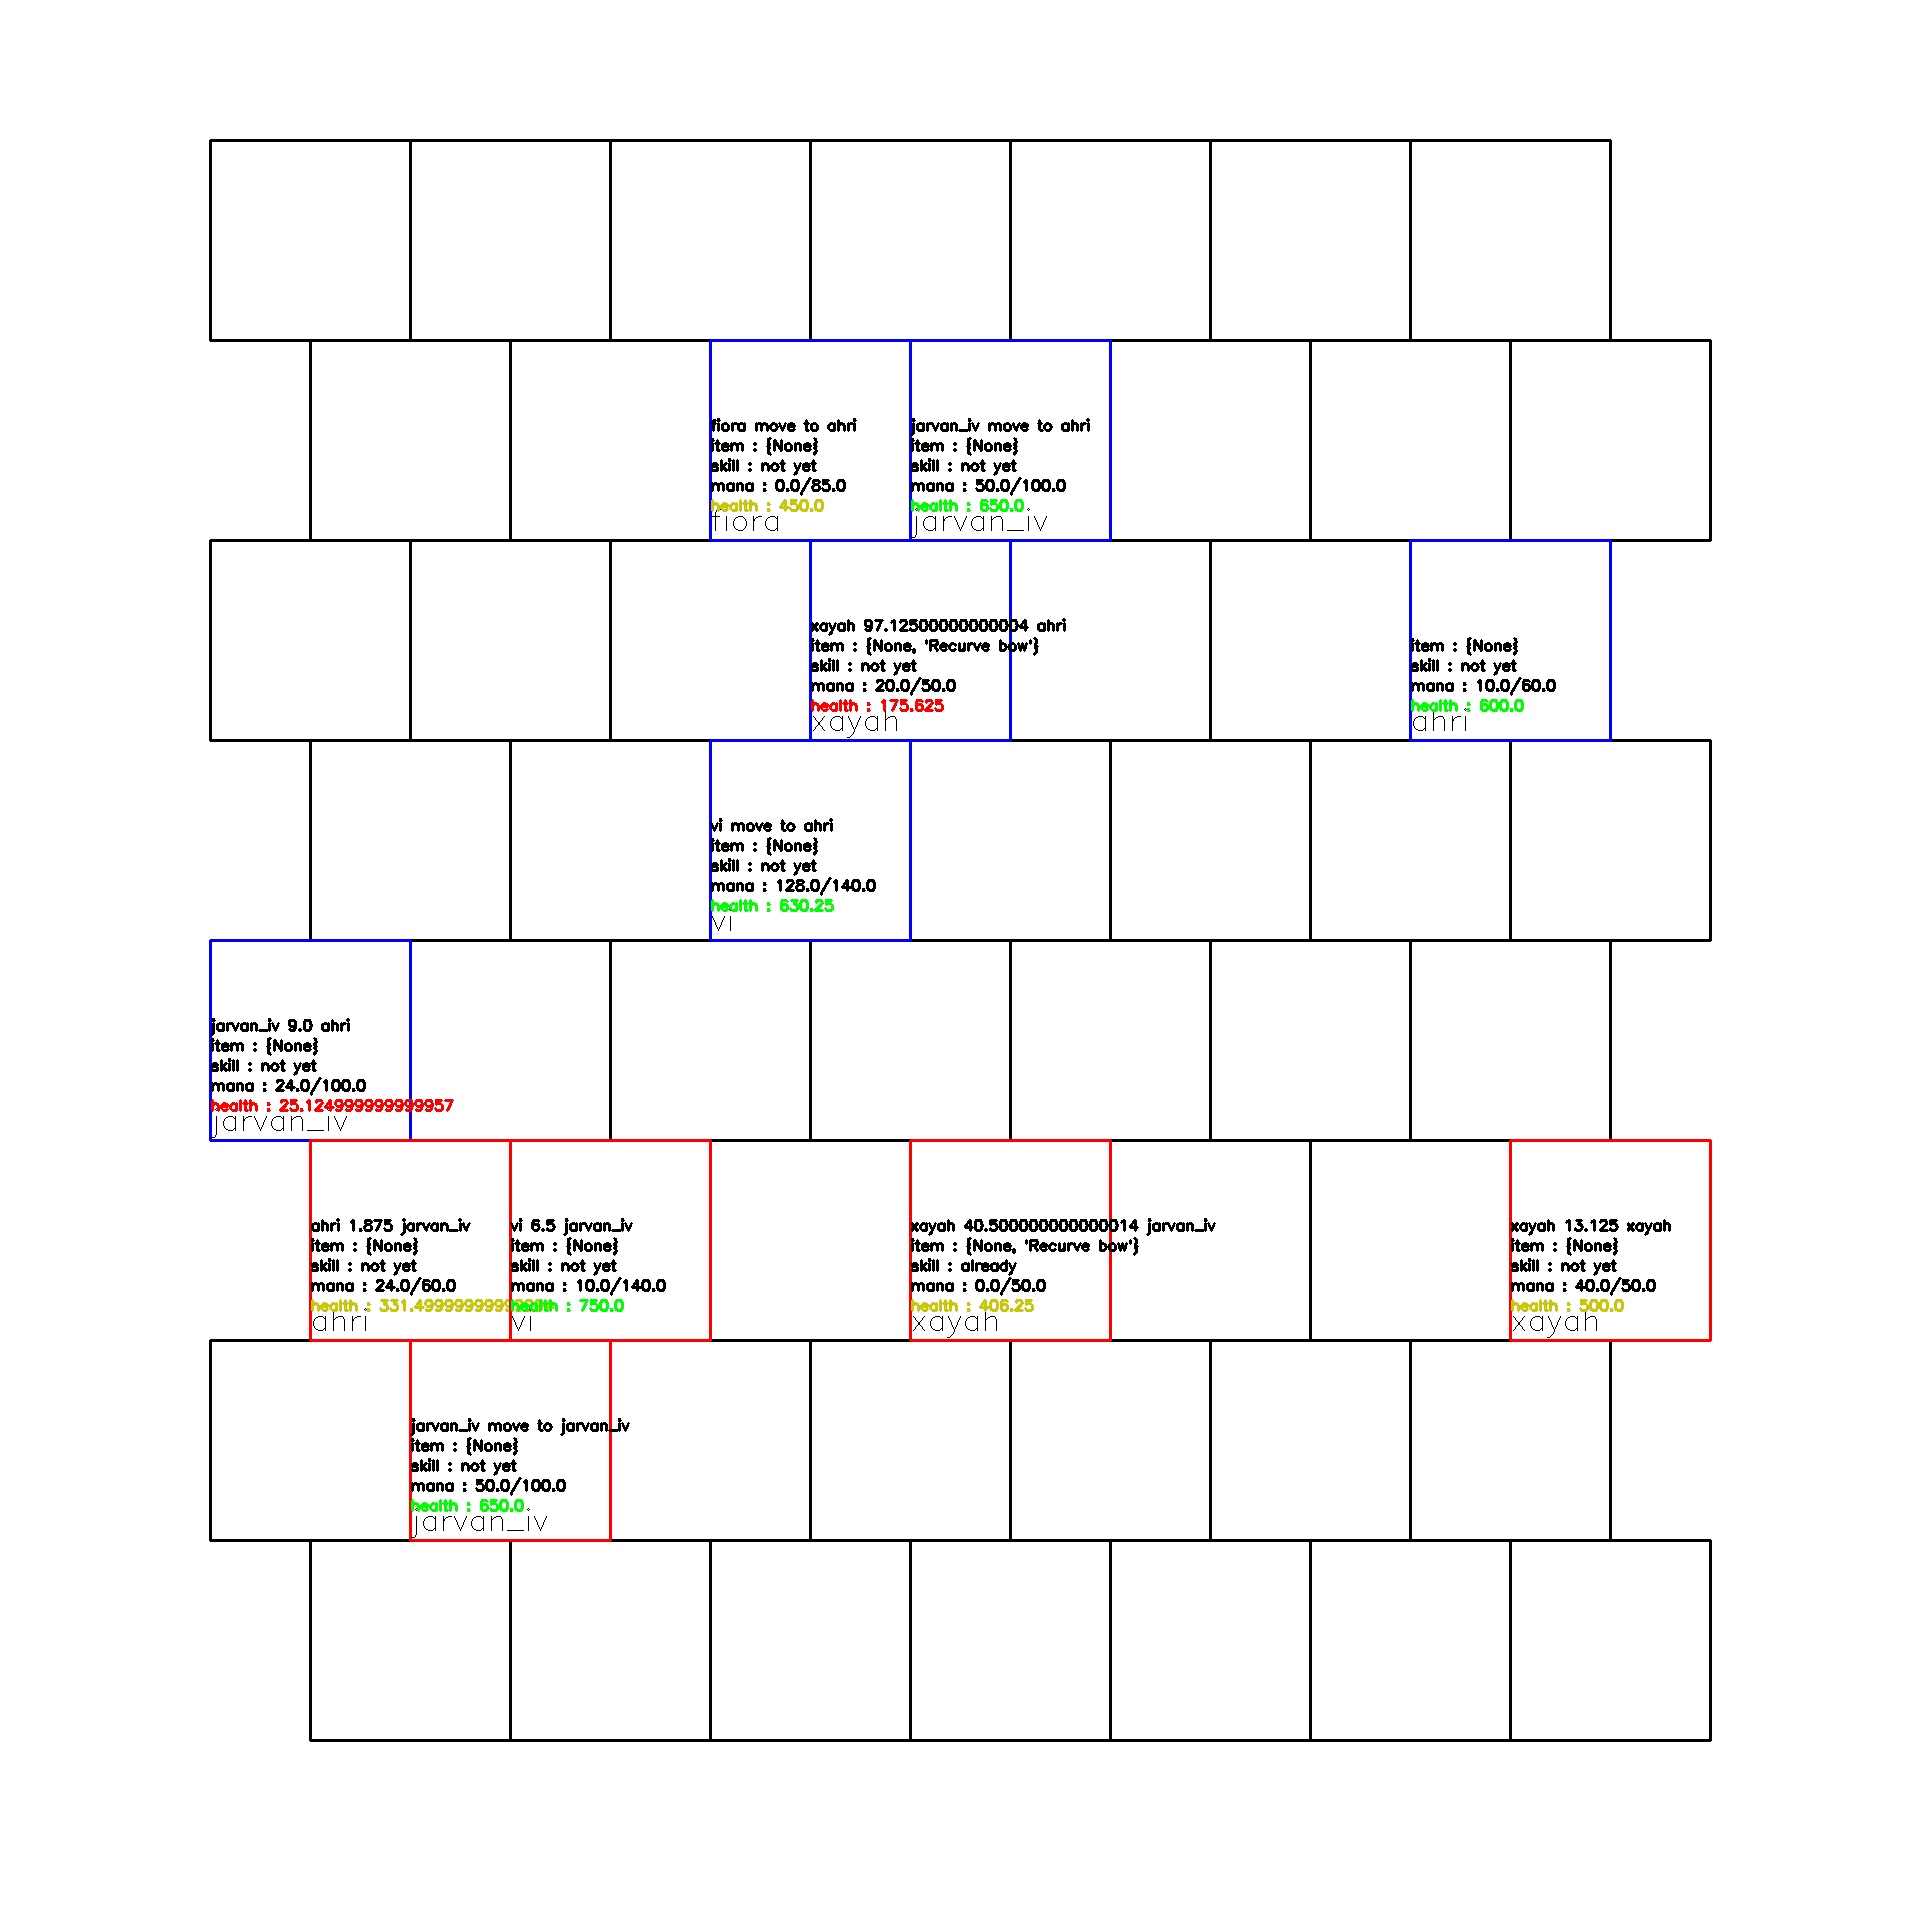 fiora move to ahri
item : {None}
skill : not yet
mana : 0.0/85.0
health : 450.0
fiora
jarvan_iv move to ahri
item : {None}
skill : not yet
mana : 50.0/100.0
health : 650.0
jarvan_iv
xayah 97.12500000000004 ahri
item : {None, 'Recurve bow'}
skill : not yet
mana : 20.0/50.0
health : 175.625
xayah
item : {None}
skill : not yet
mana : 10.0/60.0
health : 600.0
ahri
vi move to ahri
item : {None}
skill : not yet
mana : 128.0/140.0
health : 630.25
vi
jarvan_iv 9.0 ahri
item : {None}
skill : not yet
mana : 24.0/100.0
health : 25.124999999999957
jarvan_iv
ahri 1.875 jarvan_iv
item : {None}
skill : not yet
mana : 24.0/60.0
health :
ahri
vi 6.5 jarvan_iv
item : {None}
skill : not yet
mana : 10.0/140.0
health : 750.0
vi
xayah 40.500000000000014 jarvan_iv
item : {None, 'Recurve bow'}
skill : already
mana : 0.0/50.0
health : 406.25
xayah
xayah 13.125 xayah
item : {None}
skill : not yet
mana : 40.0/50.0
health : 500.0
xayah
jarvan_iv move to jarvan_iv
item : {None}
skill : not yet
mana : 50.0/100.0
health : 650.0
jarvan_iv